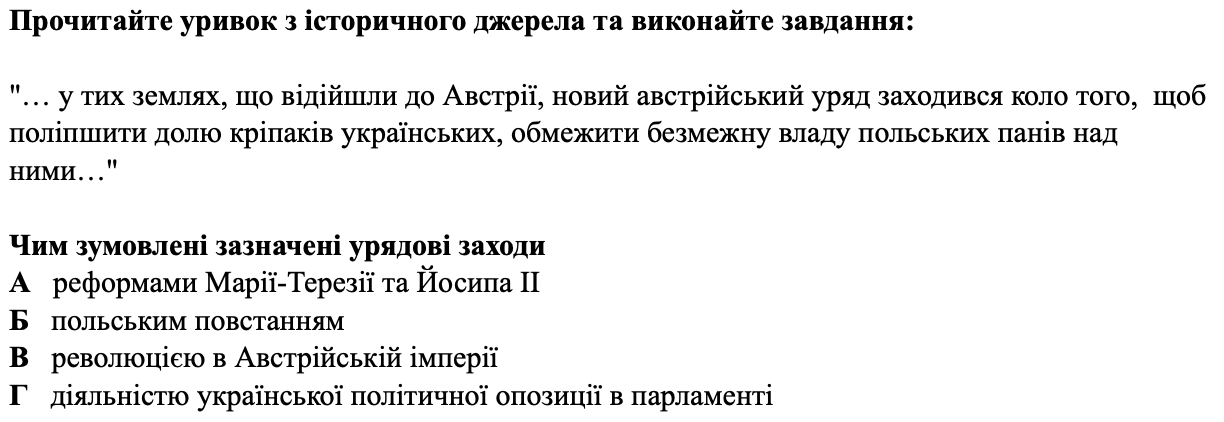 Прочитайте уривок з історичного джерела та виконайте завдання:
"… у тих землях, що відійшли до Австрії, новий австрійський уряд заходився коло того,  щоб
поліпшити долю кріпаків українських, обмежити безмежну владу польських панів над
ними…"
Чим зумовлені зазначені урядові заходи
А реформами Марії-Терезії та Йосипа ІІ
Б польським повстанням
В революцією в Австрійській імперії
Г діяльністю української політичної опозиції в парламенті